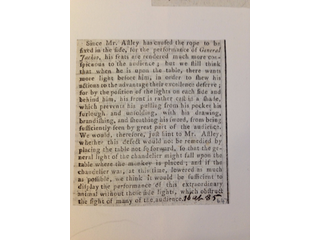 Since Mr. Aſtley has cauſed the rope to be
fixed in the ſide, for the performance of General
Jackoo, his feats are rendered much more con-
ſpicuous to the audience; but we ſtill think
that when he is upon the table, there wants
more light before him, in order to ſhew his
actions to the advantage their excellence deſerve;
for by the poſition of the lights on each ſide and
behind him, his front is rather caſt in a ſhade,
which prevents his pulling from his pocket his
and with his drawing,
brandiſhing, and ſheathing his ſword, from being
ſufficiently ſeen by great part of the audience.
We would, therefore, juſt hint to Mr. Aſtley,
whether this defect would not be remedied by
placing the table more forward, ſo that the ge-
neral light of the chandelier might fall upon the
table where the monkey is placed; and if the
chandelier was, at this time, lowered as much
as poſſible, we think it would be ſufficient to
diſplay the performance of this extraordinary
animal without theſe ſide lights, which obſtruct
the ſight of many of the audience.